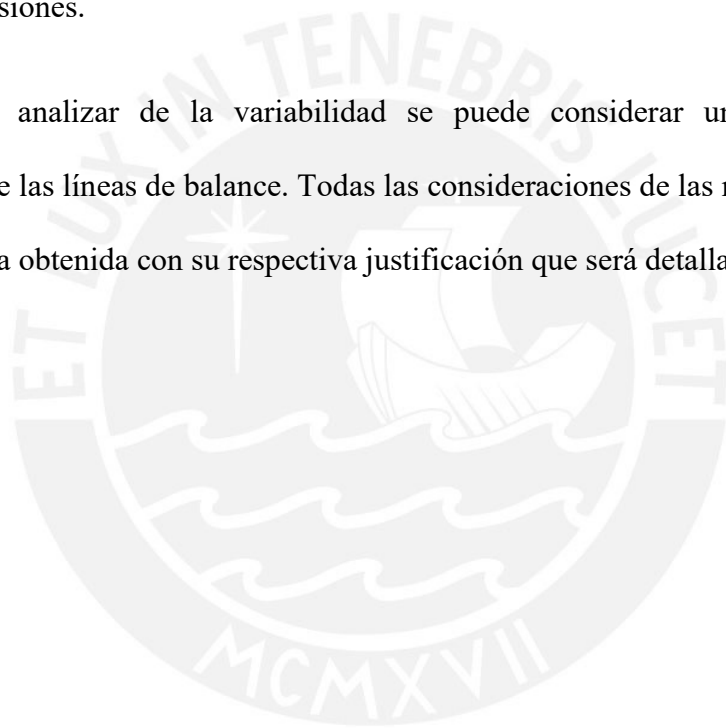 siones.
analizar de la variabilidad se puede considerar un
e las líneas de balance. Todas las consideraciones de las
a obtenida con su respectiva justificación que será detalla
ET LUX IN TENEBRIS LUCET
MCMXVII